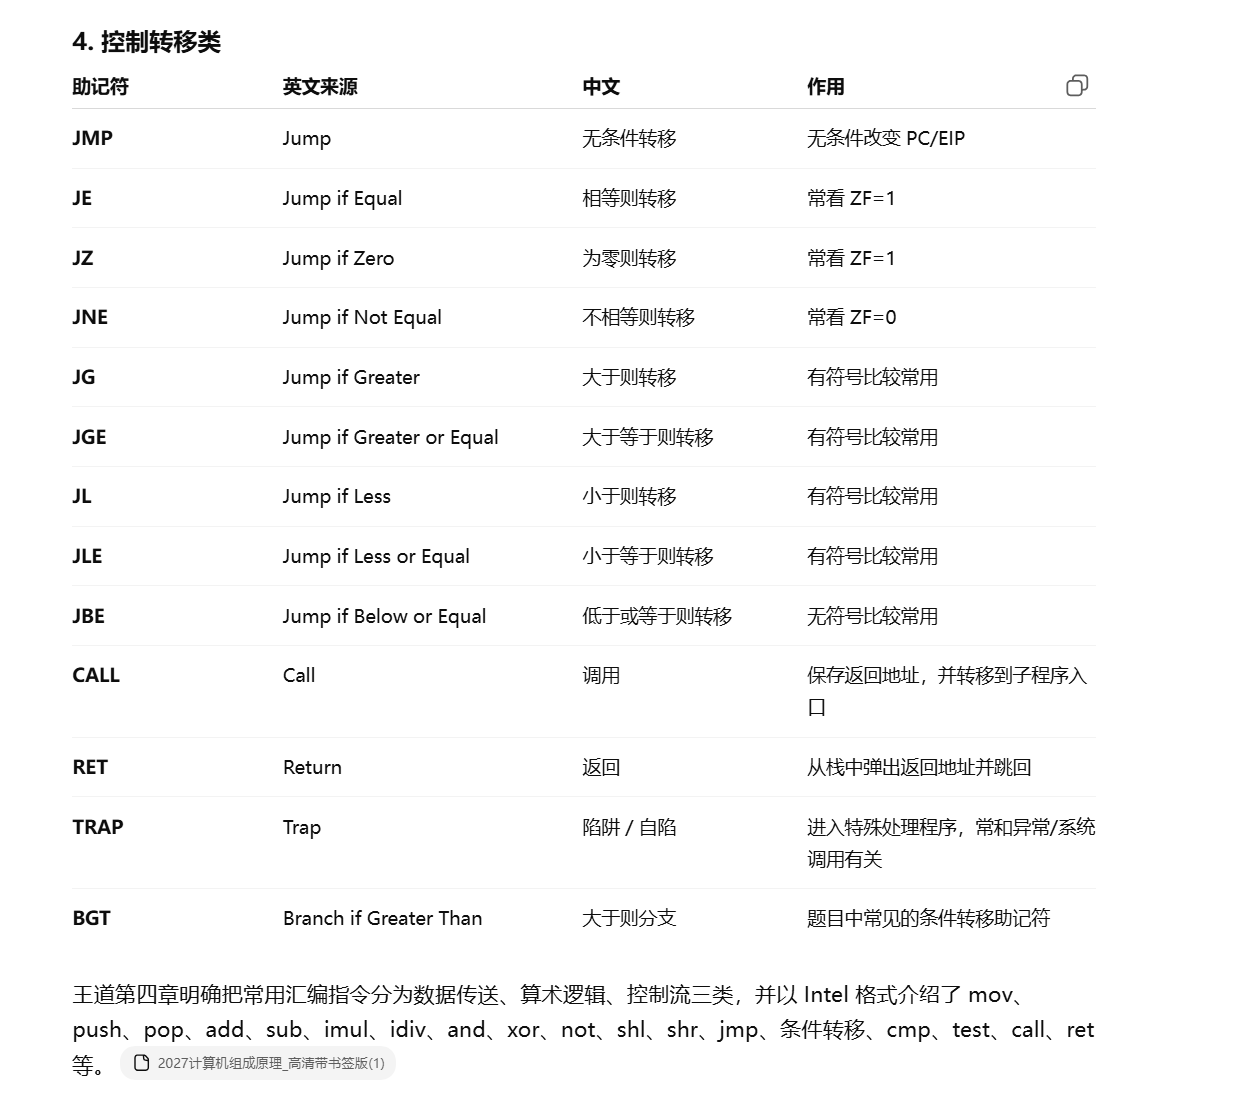 4. 控制转移类
助记符 英文来源 中文 作用
JMP Jump 无条件转移 无条件改变 PC/EIP
JE Jump if Equal 相等则转移 常看 ZF=1
JZ Jump if Zero 为零则转移 常看 ZF=1
JNE Jump if Not Equal 不相等则转移 常看 ZF=0
JG Jump if Greater 大于则转移 有符号比较常用
JGE Jump if Greater or Equal 大于等于则转移 有符号比较常用
JL Jump if Less 小于则转移 有符号比较常用
JLE Jump if Less or Equal 小于等于则转移 有符号比较常用
JBE Jump if Below or Equal 低于或等于则转移 无符号比较常用
CALL Call 调用 保存返回地址，并转移到子程序入
口
RET Return 返回 从栈中弹出返回地址并跳回
TRAP Trap 陷阱 / 自陷 进入特殊处理程序，常和异常/系统
调用有关
BGT Branch if Greater Than 大于则分支 题目中常见的条件转移助记符
王道第四章明确把常用汇编指令分为数据传送、算术逻辑、控制流三类，并以 Intel 格式介绍了 mov、
push、pop、add、sub、imul、idiv、and、xor、not、shl、shr、jmp、条件转移、cmp、test、call、ret
等。 2027计算机组成原理_高清带书签版(1)